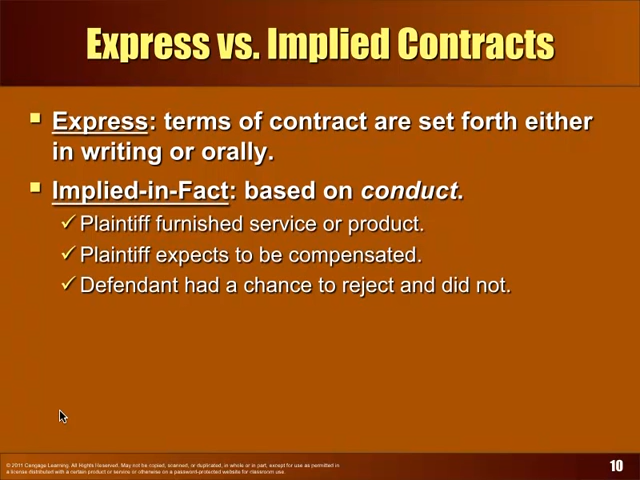 Express vs. Implied Contracts
Express: terms of contract are set forth either
in writing or orally.
Implied-in-Fact: based on conduct.
Plaintiff furnished service or product.
Plaintiff expects to be compensated.
Defendant had a chance to reject and did not.
© 2011 Cengage Learning. All Rights Reserved. May not be copied, scanned, or duplicated, in whole or in part, except for use as permitted in
a license distributed with a certain product or service or otherwise on a password-protected website for classroom use.
10